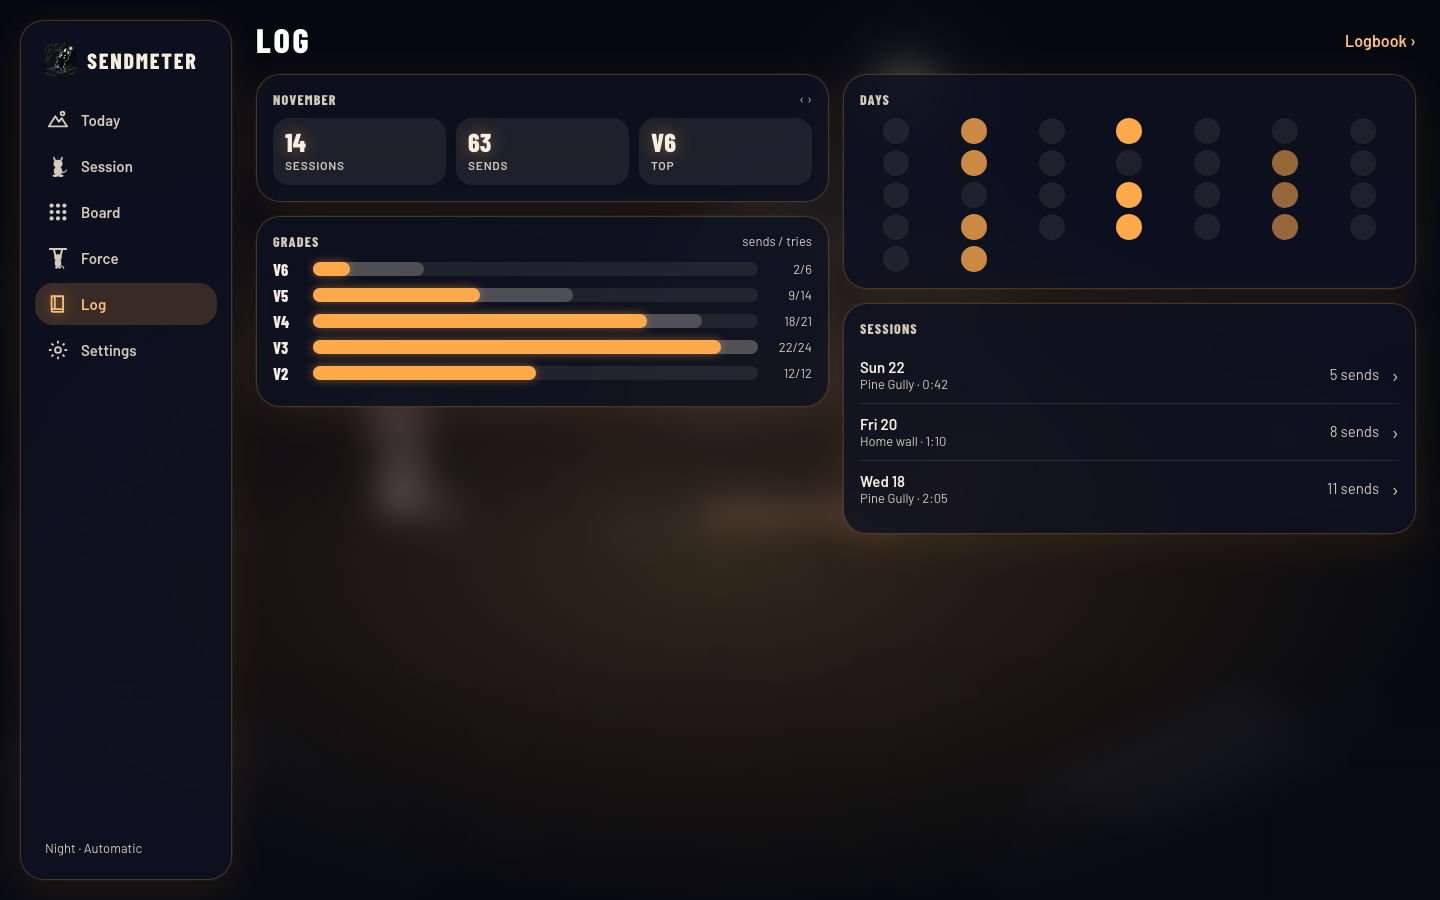 SENDMETER
Today
Session
Board
Force
Log
Settings
Night · Automatic
LOG
Logbook ›
NOVEMBER
‹ ›
14
SESSIONS
63
SENDS
V6
TOP
GRADES
sends / tries
V6 2/6
V5 9/14
V4 18/21
V3 22/24
V2 12/12
DAYS
SESSIONS
Sun 22
Pine Gully · 0:42
5 sends ›
Fri 20
Home wall · 1:10
8 sends ›
Wed 18
Pine Gully · 2:05
11 sends ›